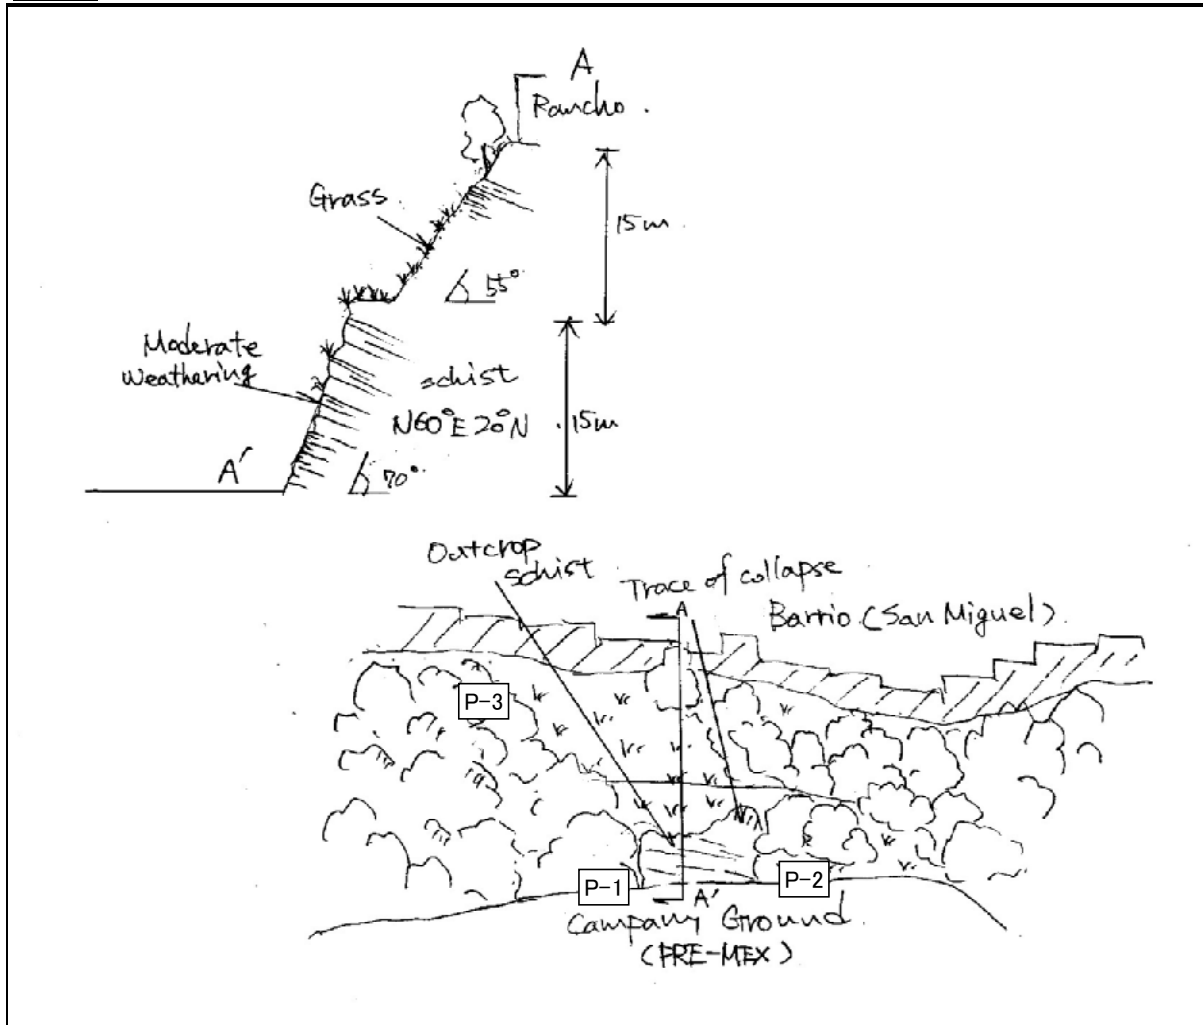 A
Rancho.
Grass.
15m
55°
Moderate
Weathering
schist
N60°E 20°N
15m
A'
70°
Outcrop
schist
Trace of collapse
A
Barrio (San Miguel).
P-3
P-1
P-2
A'
Company Ground.
(PRE-MEX)